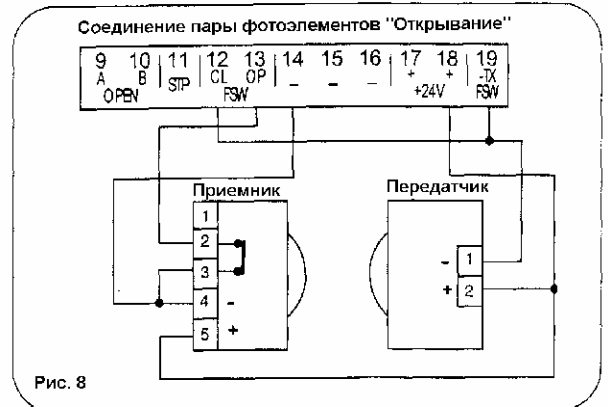 Соединение пары фотоэлементов "Открывание"
9 10 11 12 13 14 15 16 17 18 19
A B STP CL OP – – – + + -TX
OPEN FSW +24V FSW
Приемник
Передатчик
1
2
3
4 -
5 +
- 1
+ 2
Рис. 8